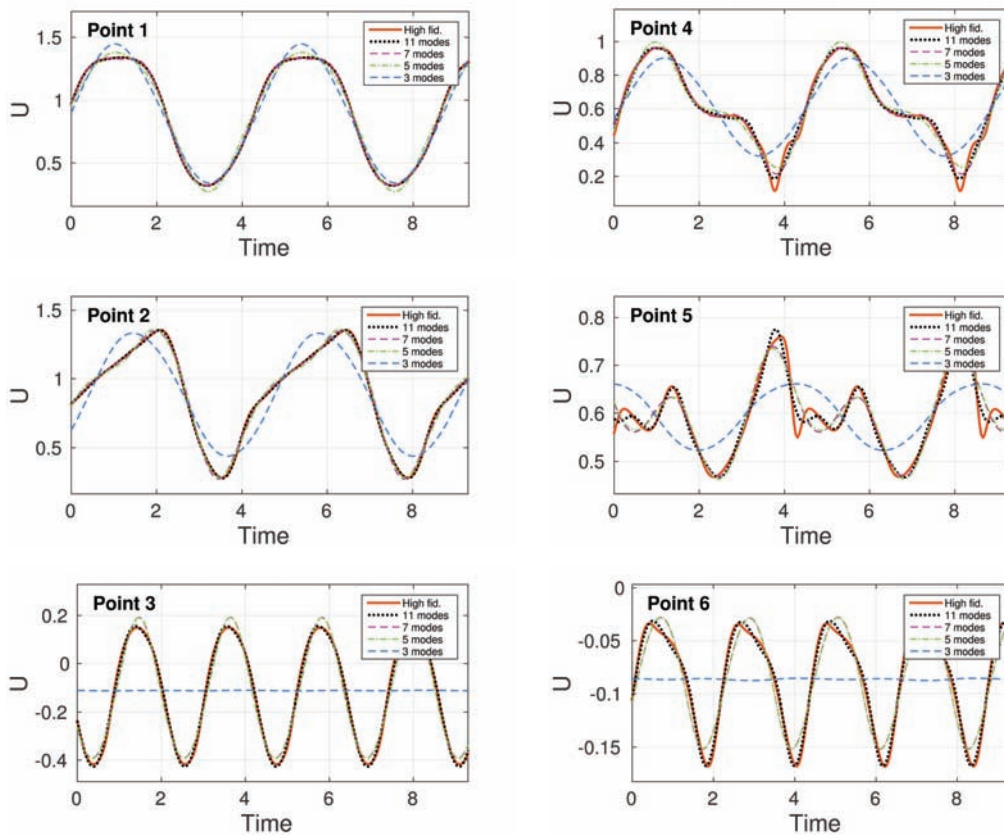 Point 1
High fid.
11 modes
7 modes
5 modes
3 modes
1.5
1
0.5
U
0 2 4 6 8
Time
Point 4
High fid.
11 modes
7 modes
5 modes
3 modes
1
0.8
0.6
0.4
0.2
U
0 2 4 6 8
Time
Point 2
High fid.
11 modes
7 modes
5 modes
3 modes
1.5
1
0.5
U
0 2 4 6 8
Time
Point 5
High fid.
11 modes
7 modes
5 modes
3 modes
0.8
0.7
0.6
0.5
U
0 2 4 6 8
Time
Point 3
High fid.
11 modes
7 modes
5 modes
3 modes
0.2
0
-0.2
-0.4
U
0 2 4 6 8
Time
Point 6
High fid.
11 modes
7 modes
5 modes
3 modes
0
-0.05
-0.1
-0.15
U
0 2 4 6 8
Time